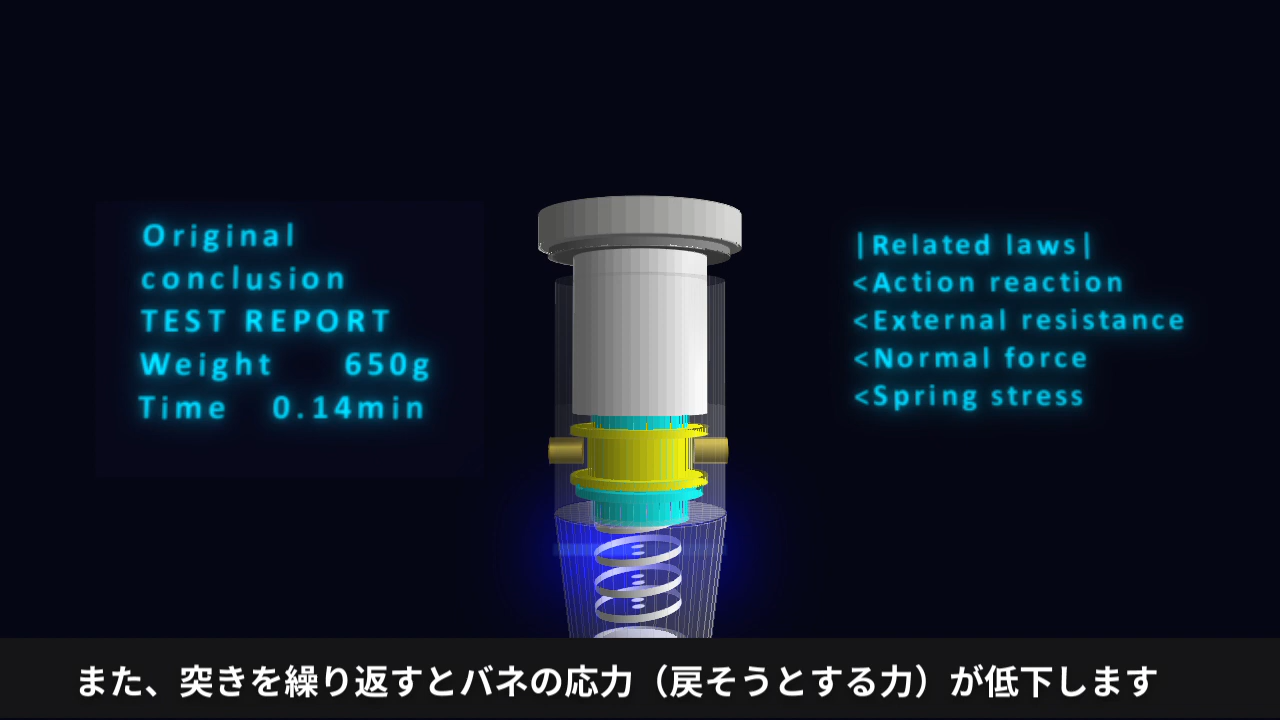 Original
conclusion
TEST REPORT
Weight 650g
Time 0.14min
|Related laws|
<Action reaction
<External resistance
<Normal force
<Spring stress
また、突きを繰り返すとバネの応力（戻そうとする力）が低下します